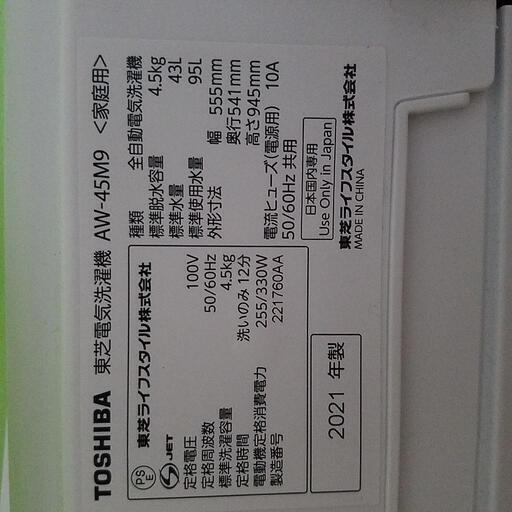 TOSHIBA 東芝電気洗濯機 AW-45M9 <家庭用>
PS E JET
東芝ライフスタイル株式会社
定格電圧 100V
定格周波数 50/60Hz
標準洗濯容量 4.5kg
定格時間 洗いのみ 12分
電動機定格消費電力 255/330W
製造番号 221760AA
2021 年製
種類 全自動電気洗濯機
標準脱水容量 4.5kg
標準水量 43L
標準使用水量 95L
外形寸法 幅 555mm
奥行541mm
高さ945mm
電流ヒューズ(電源用) 10A
50/60Hz 共用
日本国内専用
Use Only in Japan
東芝ライフスタイル株式会社
MADE IN CHINA